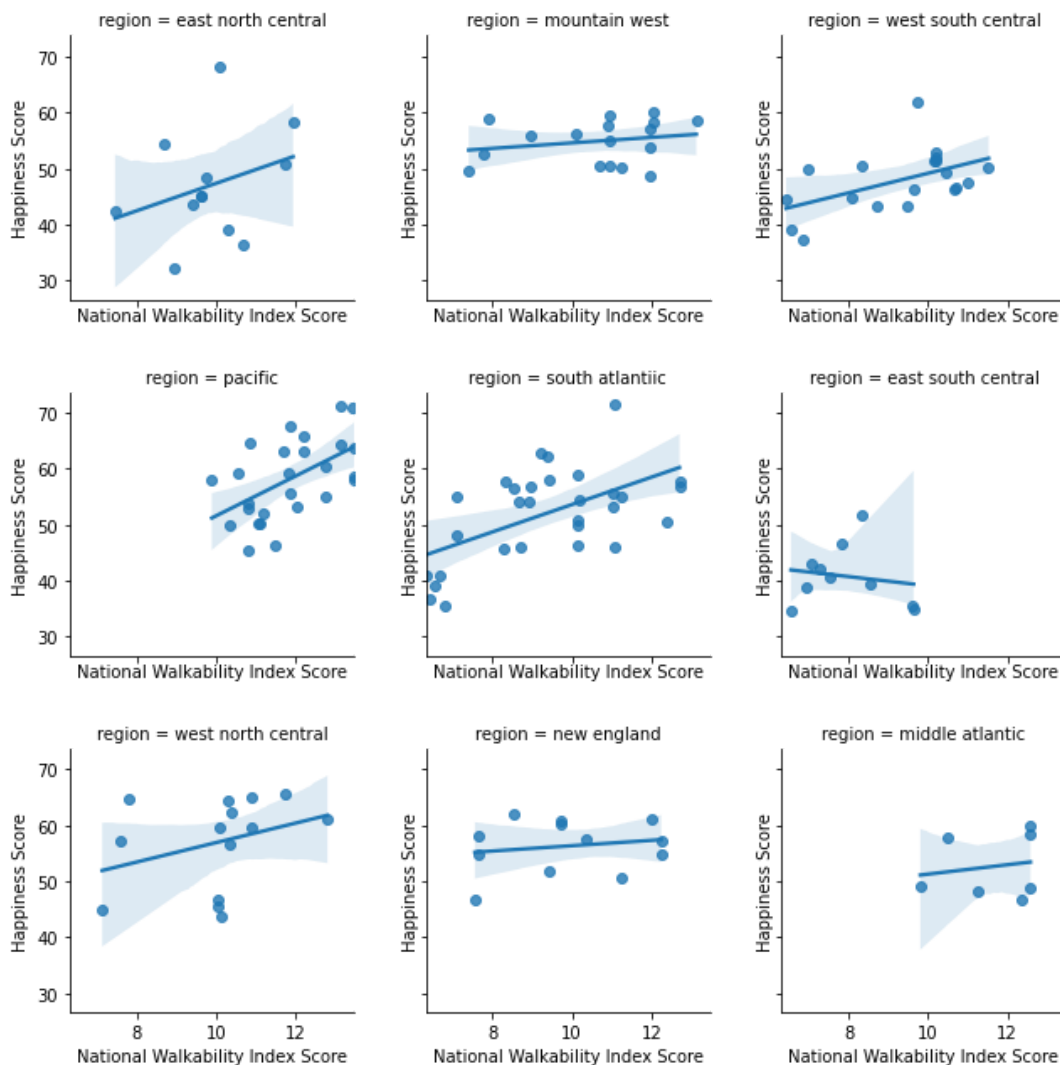 region = east north central
region = mountain west
region = west south central
70
60
50
40
30
Happiness Score
Happiness Score
Happiness Score
National Walkability Index Score
National Walkability Index Score
National Walkability Index Score
region = pacific
region = south atlantiic
region = east south central
70
60
50
40
30
Happiness Score
Happiness Score
Happiness Score
8 10 12
National Walkability Index Score
National Walkability Index Score
National Walkability Index Score
region = west north central
region = new england
region = middle atlantic
70
60
50
40
30
Happiness Score
Happiness Score
Happiness Score
8 10 12
8 10 12
8 10 12
National Walkability Index Score
National Walkability Index Score
National Walkability Index Score